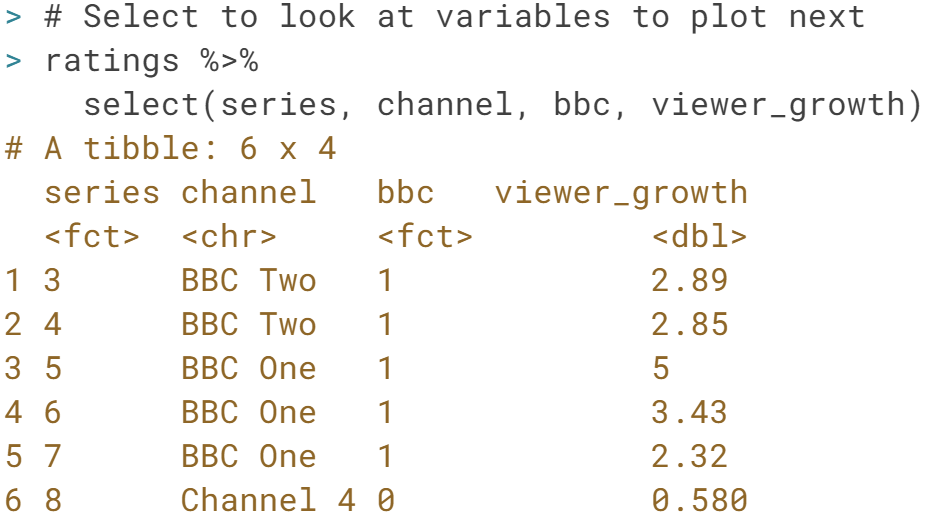 > # Select to look at variables to plot next
> ratings %>%
    select(series, channel, bbc, viewer_growth)
# A tibble: 6 x 4
  series channel   bbc   viewer_growth
  <fct>  <chr>     <fct>         <dbl>
1 3      BBC Two   1             2.89
2 4      BBC Two   1             2.85
3 5      BBC One   1             5
4 6      BBC One   1             3.43
5 7      BBC One   1             2.32
6 8      Channel 4 0             0.580